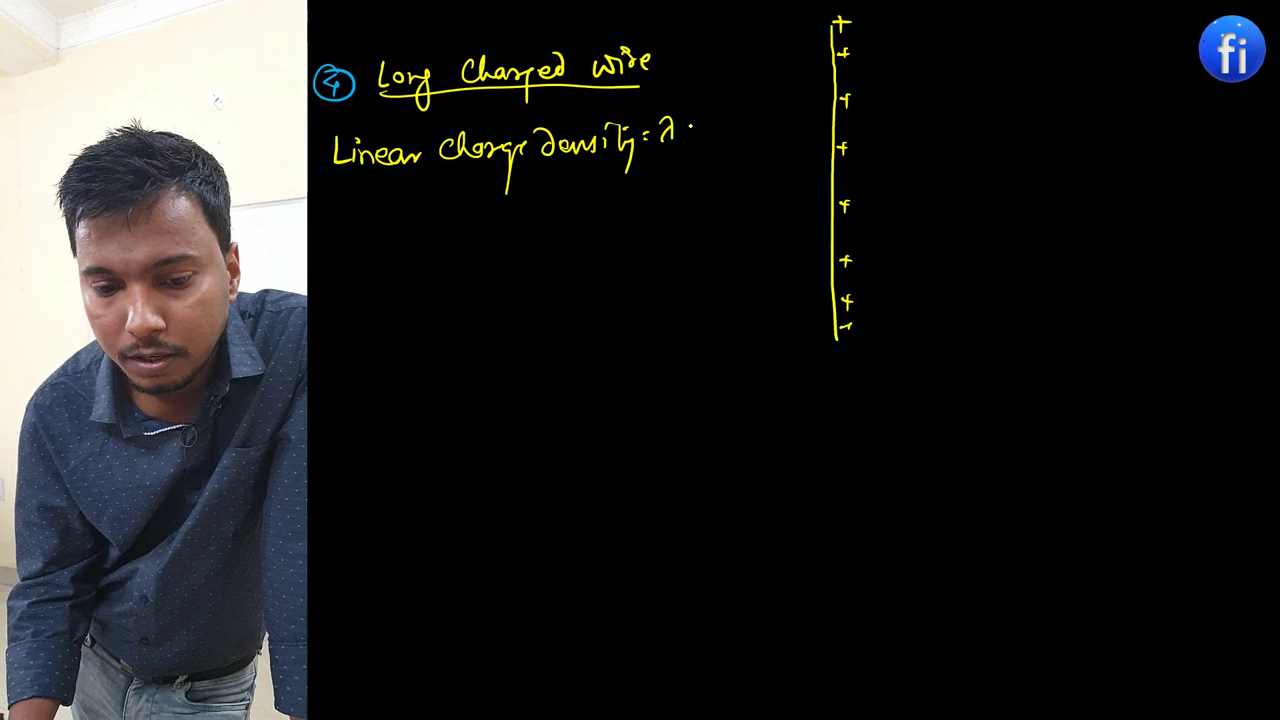 4 Long Charged wire
Linear charge density = λ.
+
+
+
+
+
+
+
+
fi